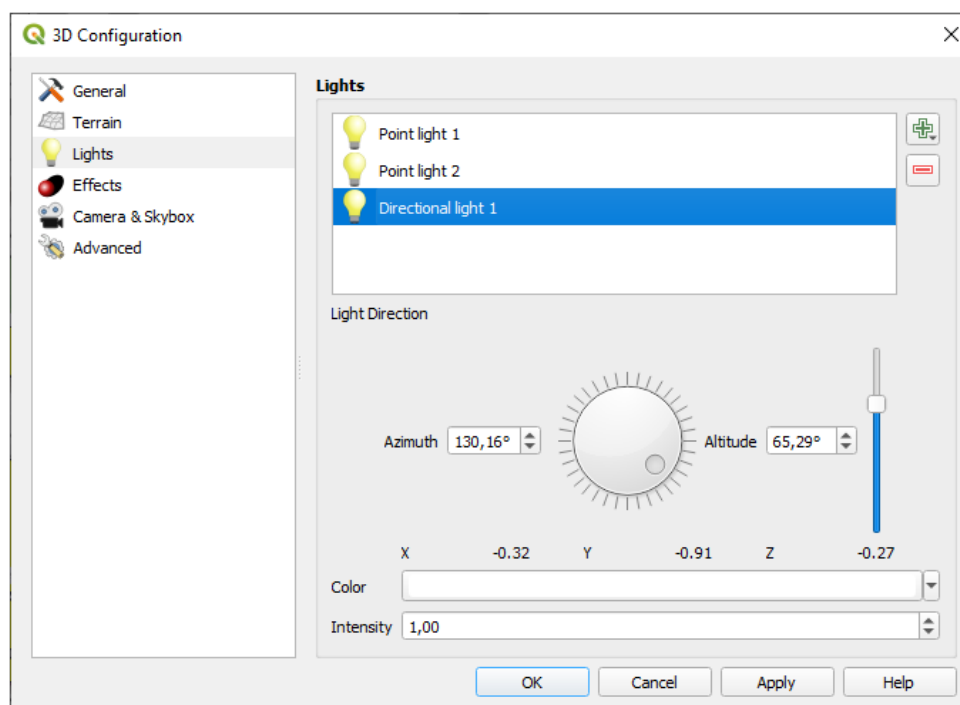 3D Configuration
General
Terrain
Lights
Effects
Camera & Skybox
Advanced
Lights
Point light 1
Point light 2
Directional light 1
Light Direction
Azimuth 130,16° Altitude 65,29°
X -0.32 Y -0.91 Z -0.27
Color
Intensity 1,00
OK Cancel Apply Help